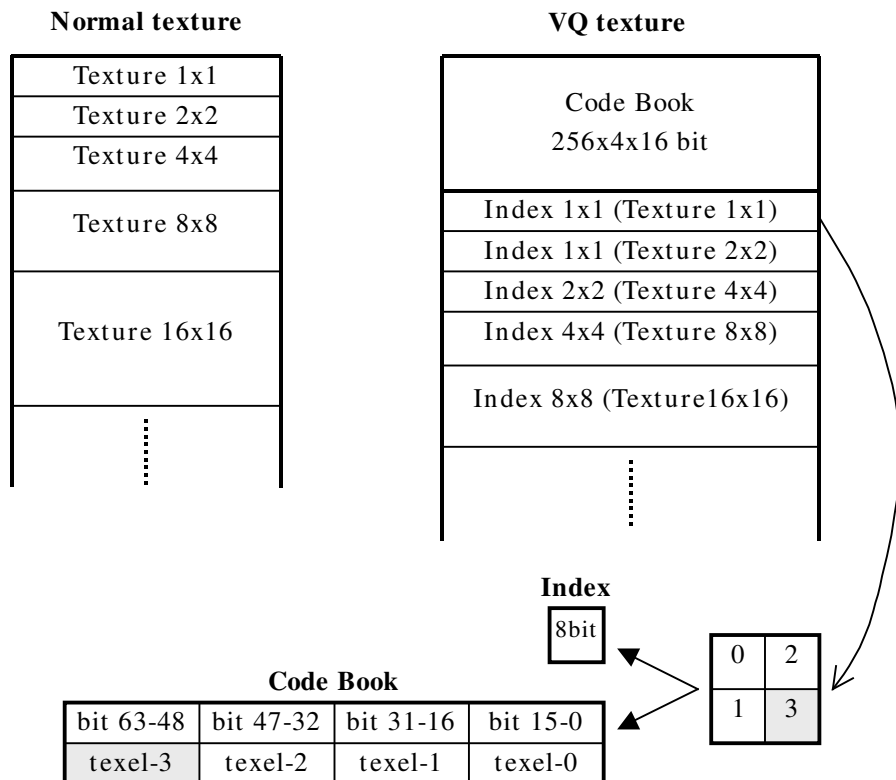 Normal texture
Texture 1x1
Texture 2x2
Texture 4x4
Texture 8x8
Texture 16x16
VQ texture
Code Book
256x4x16 bit
Index 1x1 (Texture 1x1)
Index 1x1 (Texture 2x2)
Index 2x2 (Texture 4x4)
Index 4x4 (Texture 8x8)
Index 8x8 (Texture16x16)
Index
8bit
0 2
1 3
Code Book
bit 63-48 bit 47-32 bit 31-16 bit 15-0
texel-3 texel-2 texel-1 texel-0